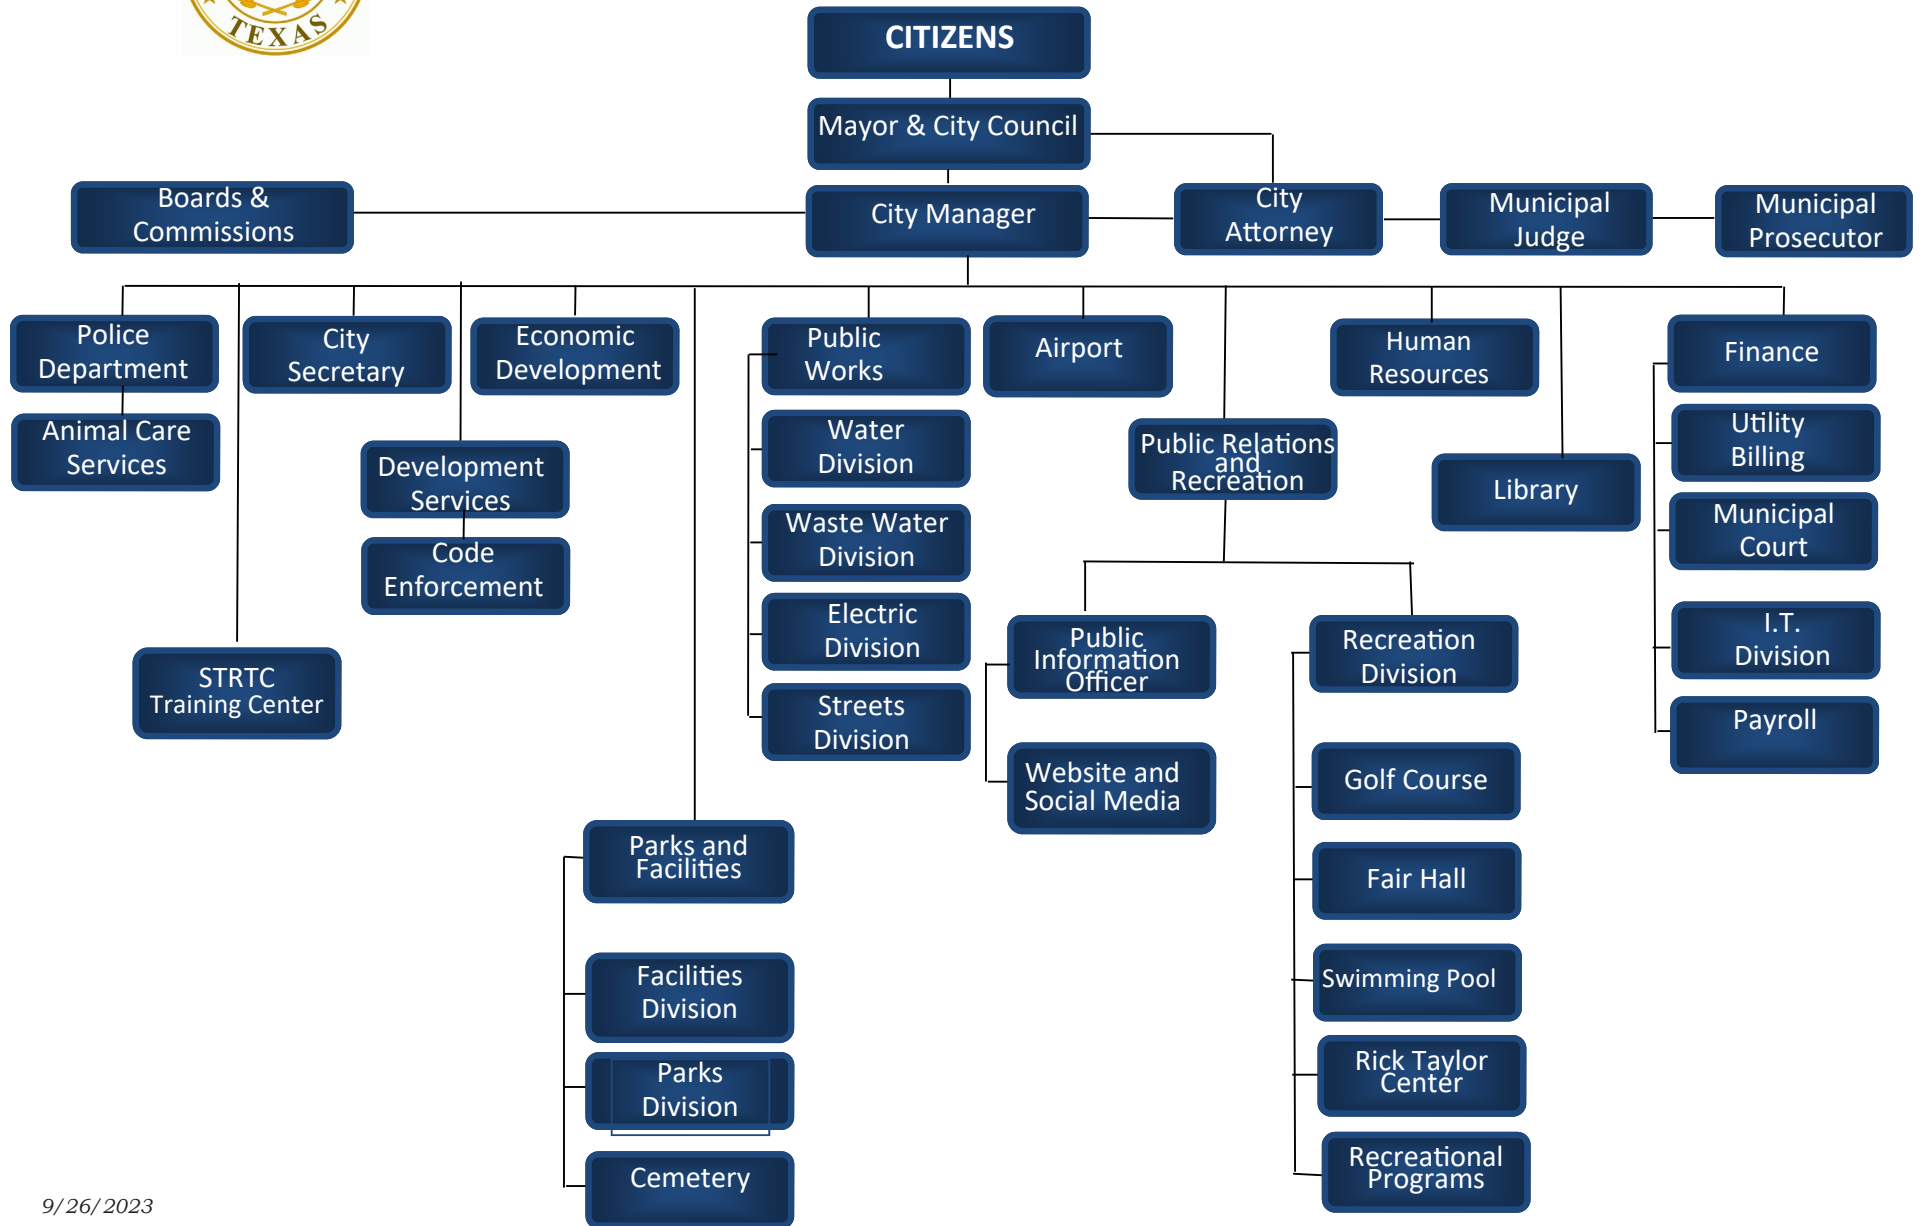 TEXAS
CITIZENS
Mayor & City Council
Boards &
Commissions
City Manager
City
Attorney
Municipal
Judge
Municipal
Prosecutor
Police
Department
City
Secretary
Economic
Development
Public
Works
Airport
Human
Resources
Finance
Animal Care
Services
Development
Services
Water
Division
Public Relations
and
Recreation
Library
Utility
Billing
Code
Enforcement
Waste Water
Division
Municipal
Court
STRTC
Training Center
Electric
Division
Public
Information
Officer
Recreation
Division
I.T.
Division
Streets
Division
Website and
Social Media
Golf Course
Payroll
Parks and
Facilities
Fair Hall
Facilities
Division
Swimming Pool
Parks
Division
Rick Taylor
Center
Cemetery
Recreational
Programs
9/26/2023